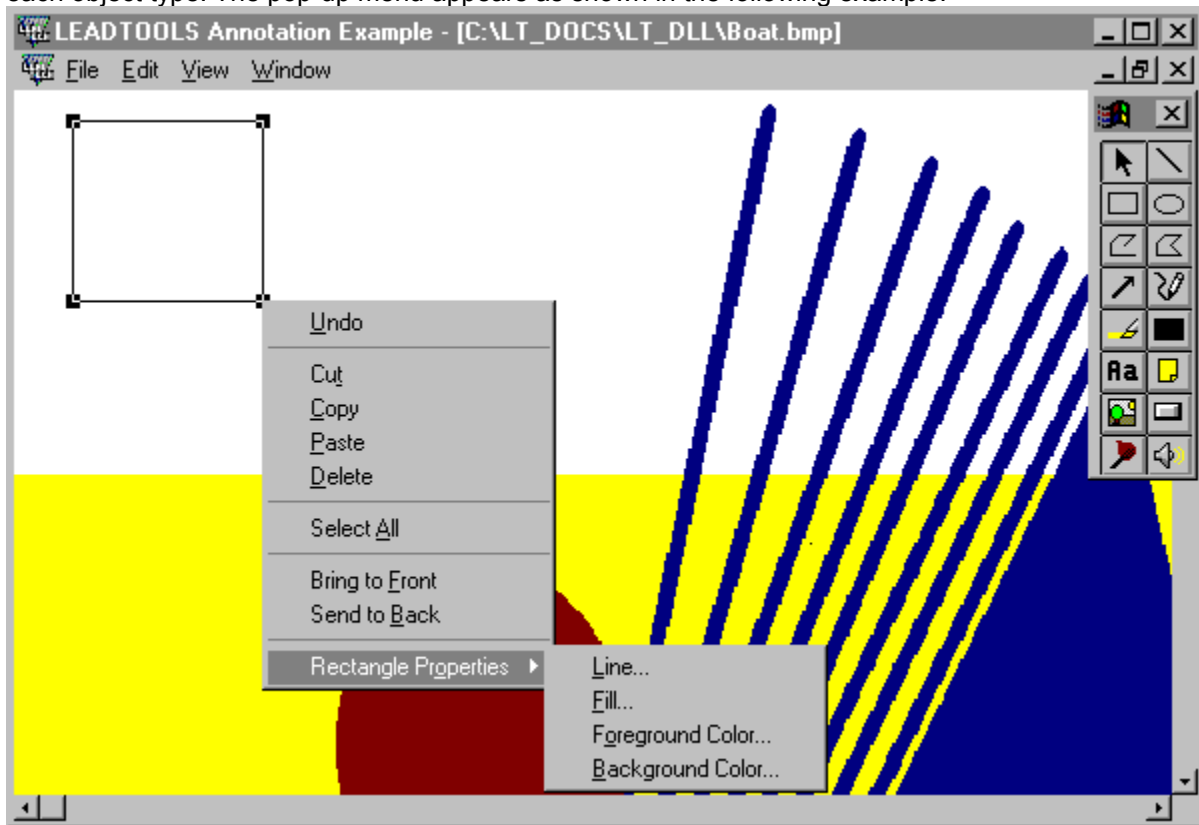 each object type. The pop-up menu appears as shown in the following example:
LEADTOOLS Annotation Example - [C:\LT_DOCS\LT_DLL\Boat.bmp]
File Edit View Window
Undo
Cut
Copy
Paste
Delete
Select All
Bring to Front
Send to Back
Rectangle Properties
Line...
Fill...
Foreground Color...
Background Color...
Aa